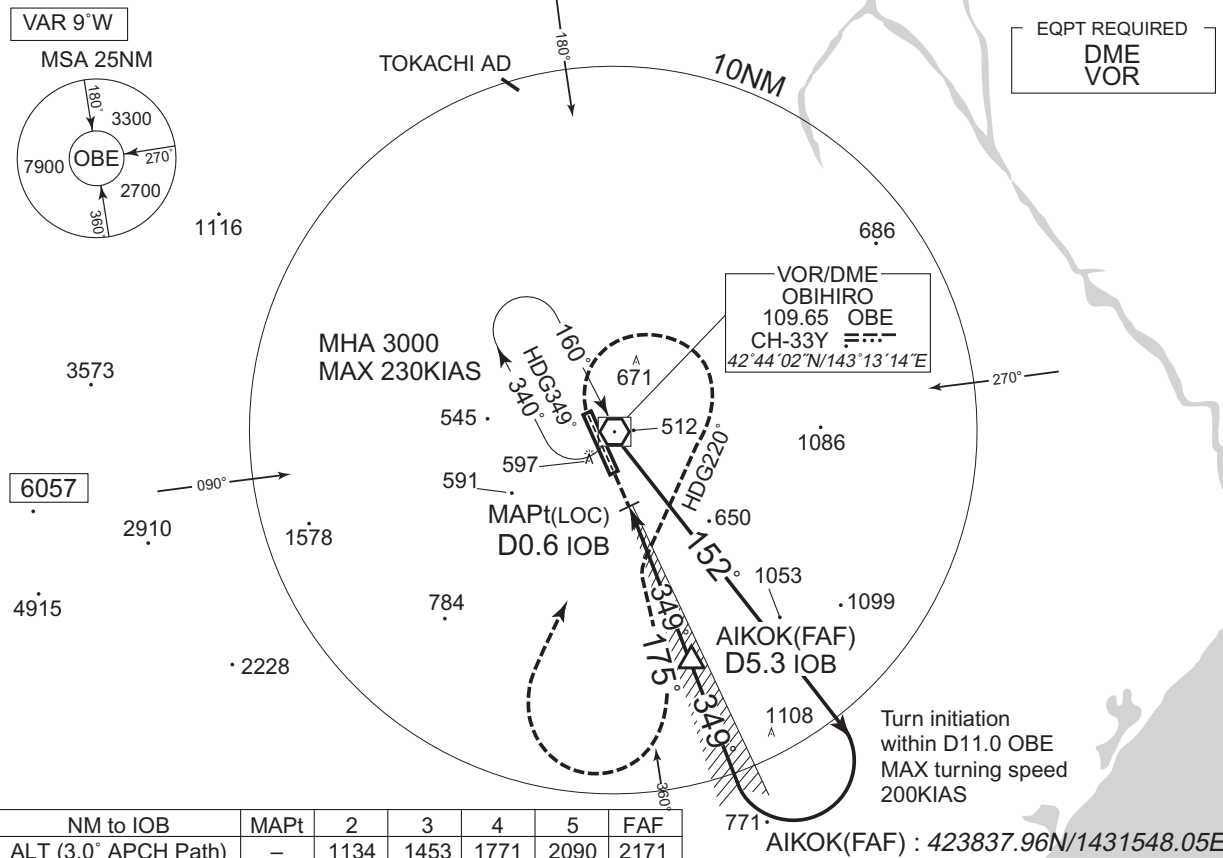 VAR 9°W
MSA 25NM
180°
3300
7900
OBE
270°
2700
360°
180°
TOKACHI AD
10NM
EQPT REQUIRED
DME
VOR
1116
686
VOR/DME
OBIHIRO
109.65 OBE
CH-33Y
42°44´02˝N/143°13´14˝E
MHA 3000
MAX 230KIAS
160°
HDG349°
340°
671
3573
270°
545
512
1086
597
HDG220°
591
090°
6057
MAPt(LOC)
D0.6 IOB
650
2910
1578
152°
1053
4915
784
349°
1099
AIKOK(FAF)
D5.3 IOB
175°
2228
349°
1108
Turn initiation
within D11.0 OBE
MAX turning speed
200KIAS
360°
771
NM to IOB MAPt 2 3 4 5 FAF
ALT (3.0° APCH Path) – 1134 1453 1771 2090 2171
AIKOK(FAF) : 423837.96N/1431548.05E